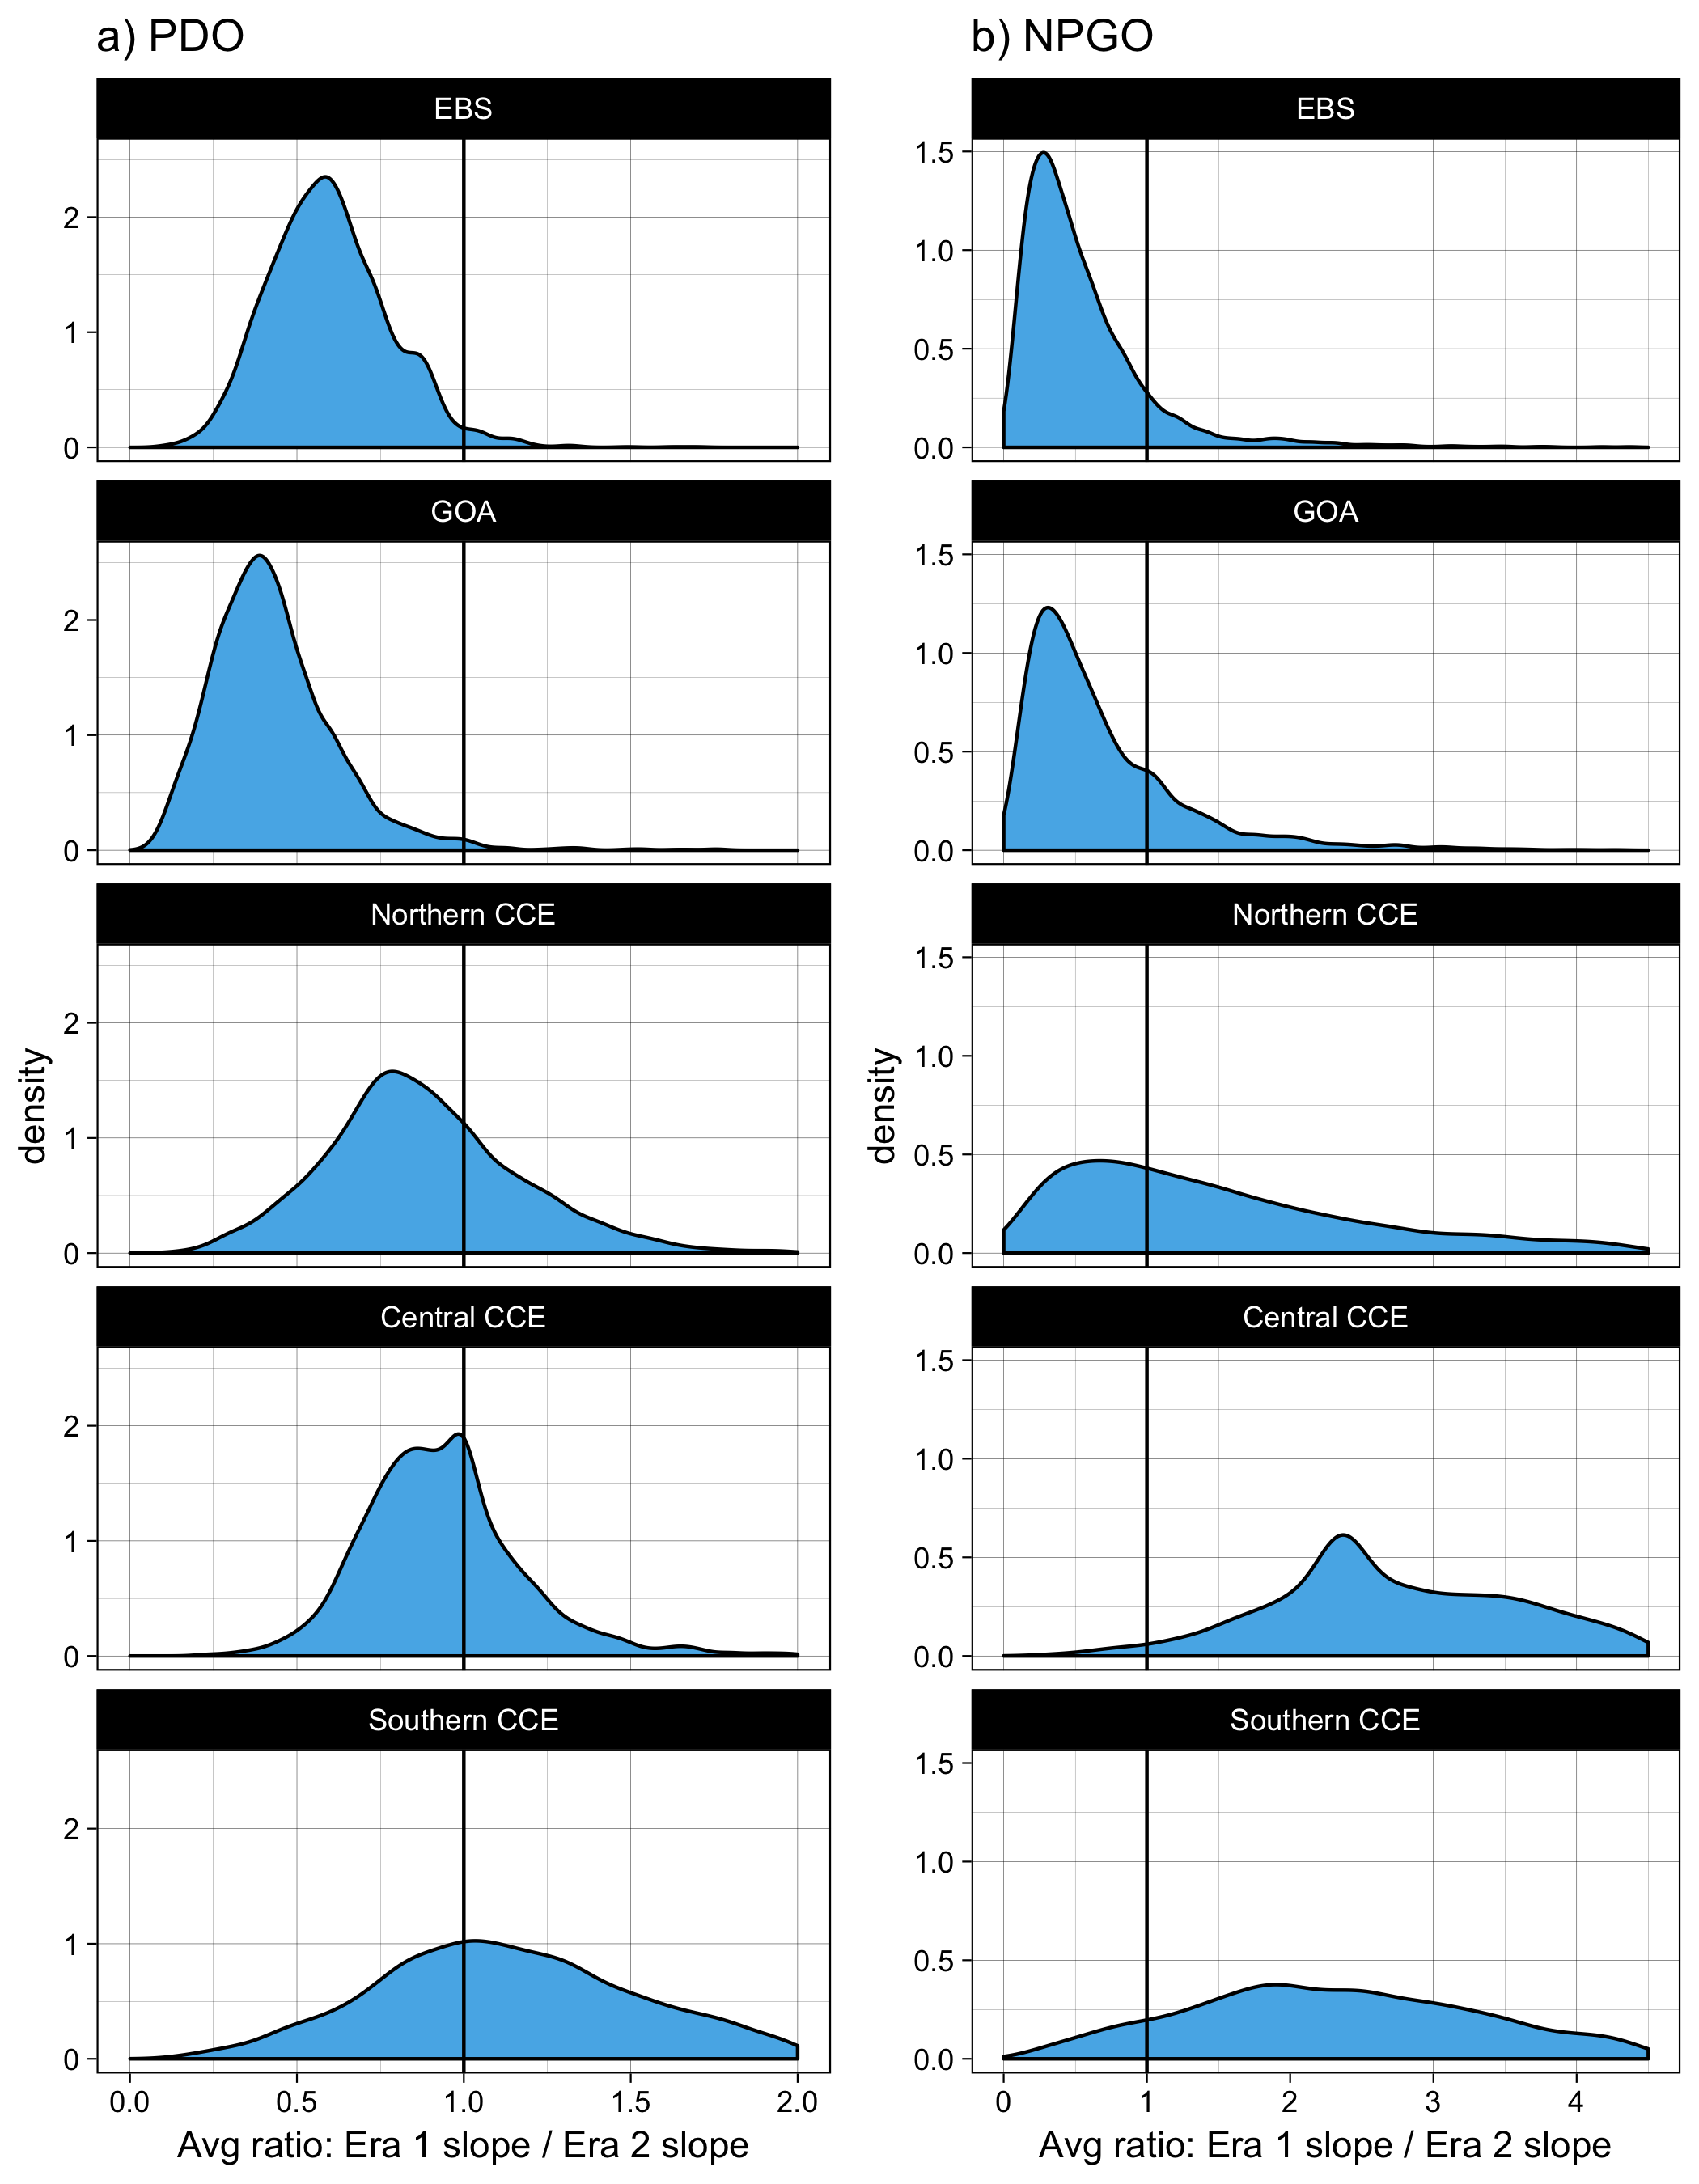 a) PDO
EBS
2
1
0
GOA
2
1
0
Northern CCE
2
1
0
Central CCE
2
1
0
Southern CCE
2
1
0
0.0 0.5 1.0 1.5 2.0
density
Avg ratio: Era 1 slope / Era 2 slope
b) NPGO
EBS
1.5
1.0
0.5
0.0
GOA
1.5
1.0
0.5
0.0
Northern CCE
1.5
1.0
0.5
0.0
Central CCE
1.5
1.0
0.5
0.0
Southern CCE
1.5
1.0
0.5
0.0
0 1 2 3 4
density
Avg ratio: Era 1 slope / Era 2 slope